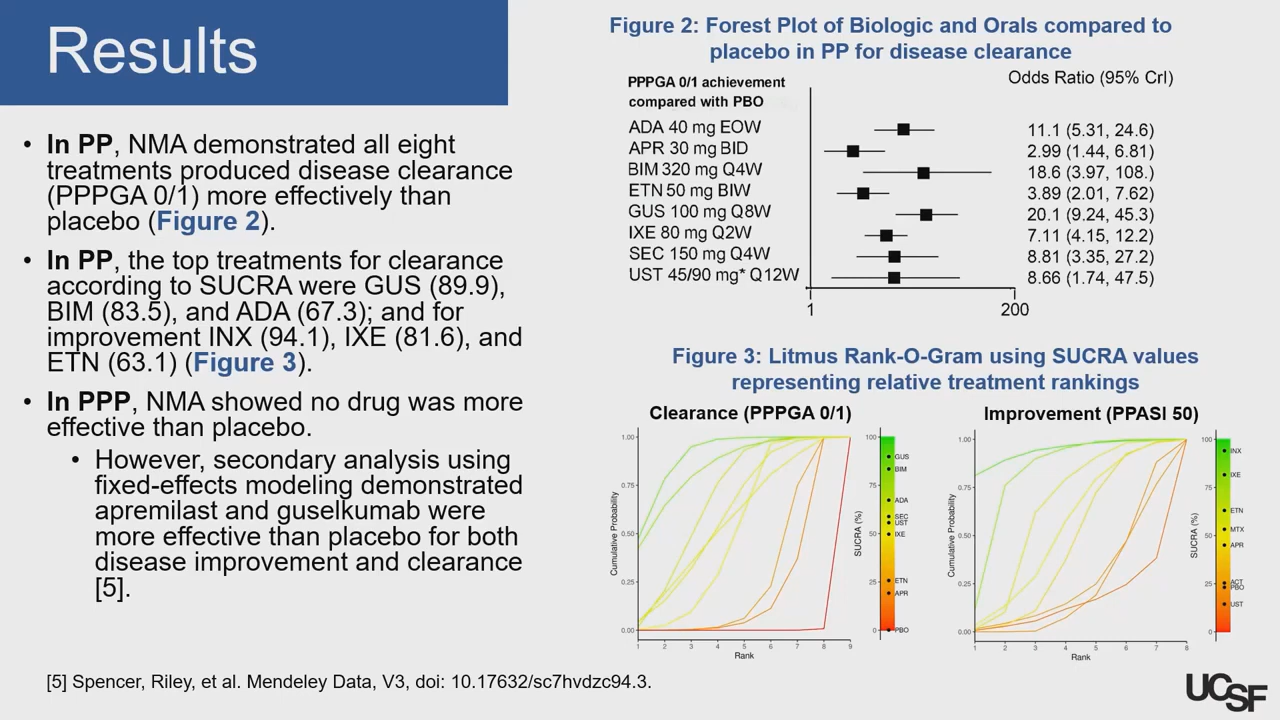 Results
• In PP, NMA demonstrated all eight
treatments produced disease clearance
(PPPGA 0/1) more effectively than
placebo (Figure 2).
• In PP, the top treatments for clearance
according to SUCRA were GUS (89.9),
BIM (83.5), and ADA (67.3); and for
improvement INX (94.1), IXE (81.6), and
ETN (63.1) (Figure 3).
• In PPP, NMA showed no drug was more
effective than placebo.
• However, secondary analysis using
fixed-effects modeling demonstrated
apremilast and guselkumab were
more effective than placebo for both
disease improvement and clearance
[5].
[5] Spencer, Riley, et al. Mendeley Data, V3, doi: 10.17632/sc7hvdzc94.3.
Figure 2: Forest Plot of Biologic and Orals compared to
placebo in PP for disease clearance
PPPGA 0/1 achievement
compared with PBO
Odds Ratio (95% CrI)
ADA 40 mg EOW 11.1 (5.31, 24.6)
APR 30 mg BID 2.99 (1.44, 6.81)
BIM 320 mg Q4W 18.6 (3.97, 108.)
ETN 50 mg BIW 3.89 (2.01, 7.62)
GUS 100 mg Q8W 20.1 (9.24, 45.3)
IXE 80 mg Q2W 7.11 (4.15, 12.2)
SEC 150 mg Q4W 8.81 (3.35, 27.2)
UST 45/90 mg* Q12W 8.66 (1.74, 47.5)
1 200
Figure 3: Litmus Rank-O-Gram using SUCRA values
representing relative treatment rankings
Clearance (PPPGA 0/1)
Cumulative Probability
1.00
0.75
0.50
0.25
0.00
1 2 3 4 5 6 7 8 9
Rank
SUCRA (%)
100
75
50
25
0
GUS
BIM
ADA
SEC
UST
IXE
ETN
APR
PBO
Improvement (PPASI 50)
Cumulative Probability
1.00
0.75
0.50
0.25
0.00
1 2 3 4 5 6 7 8
Rank
SUCRA (%)
100
75
50
25
0
INX
IXE
ETN
MTX
APR
ACT
PBO
UST
UCSF